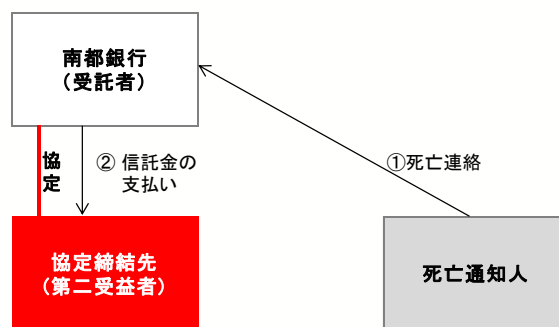 南都銀行
(受託者)
協
定
② 信託金の
支払い
①死亡連絡
協定締結先
(第二受益者)
死亡通知人